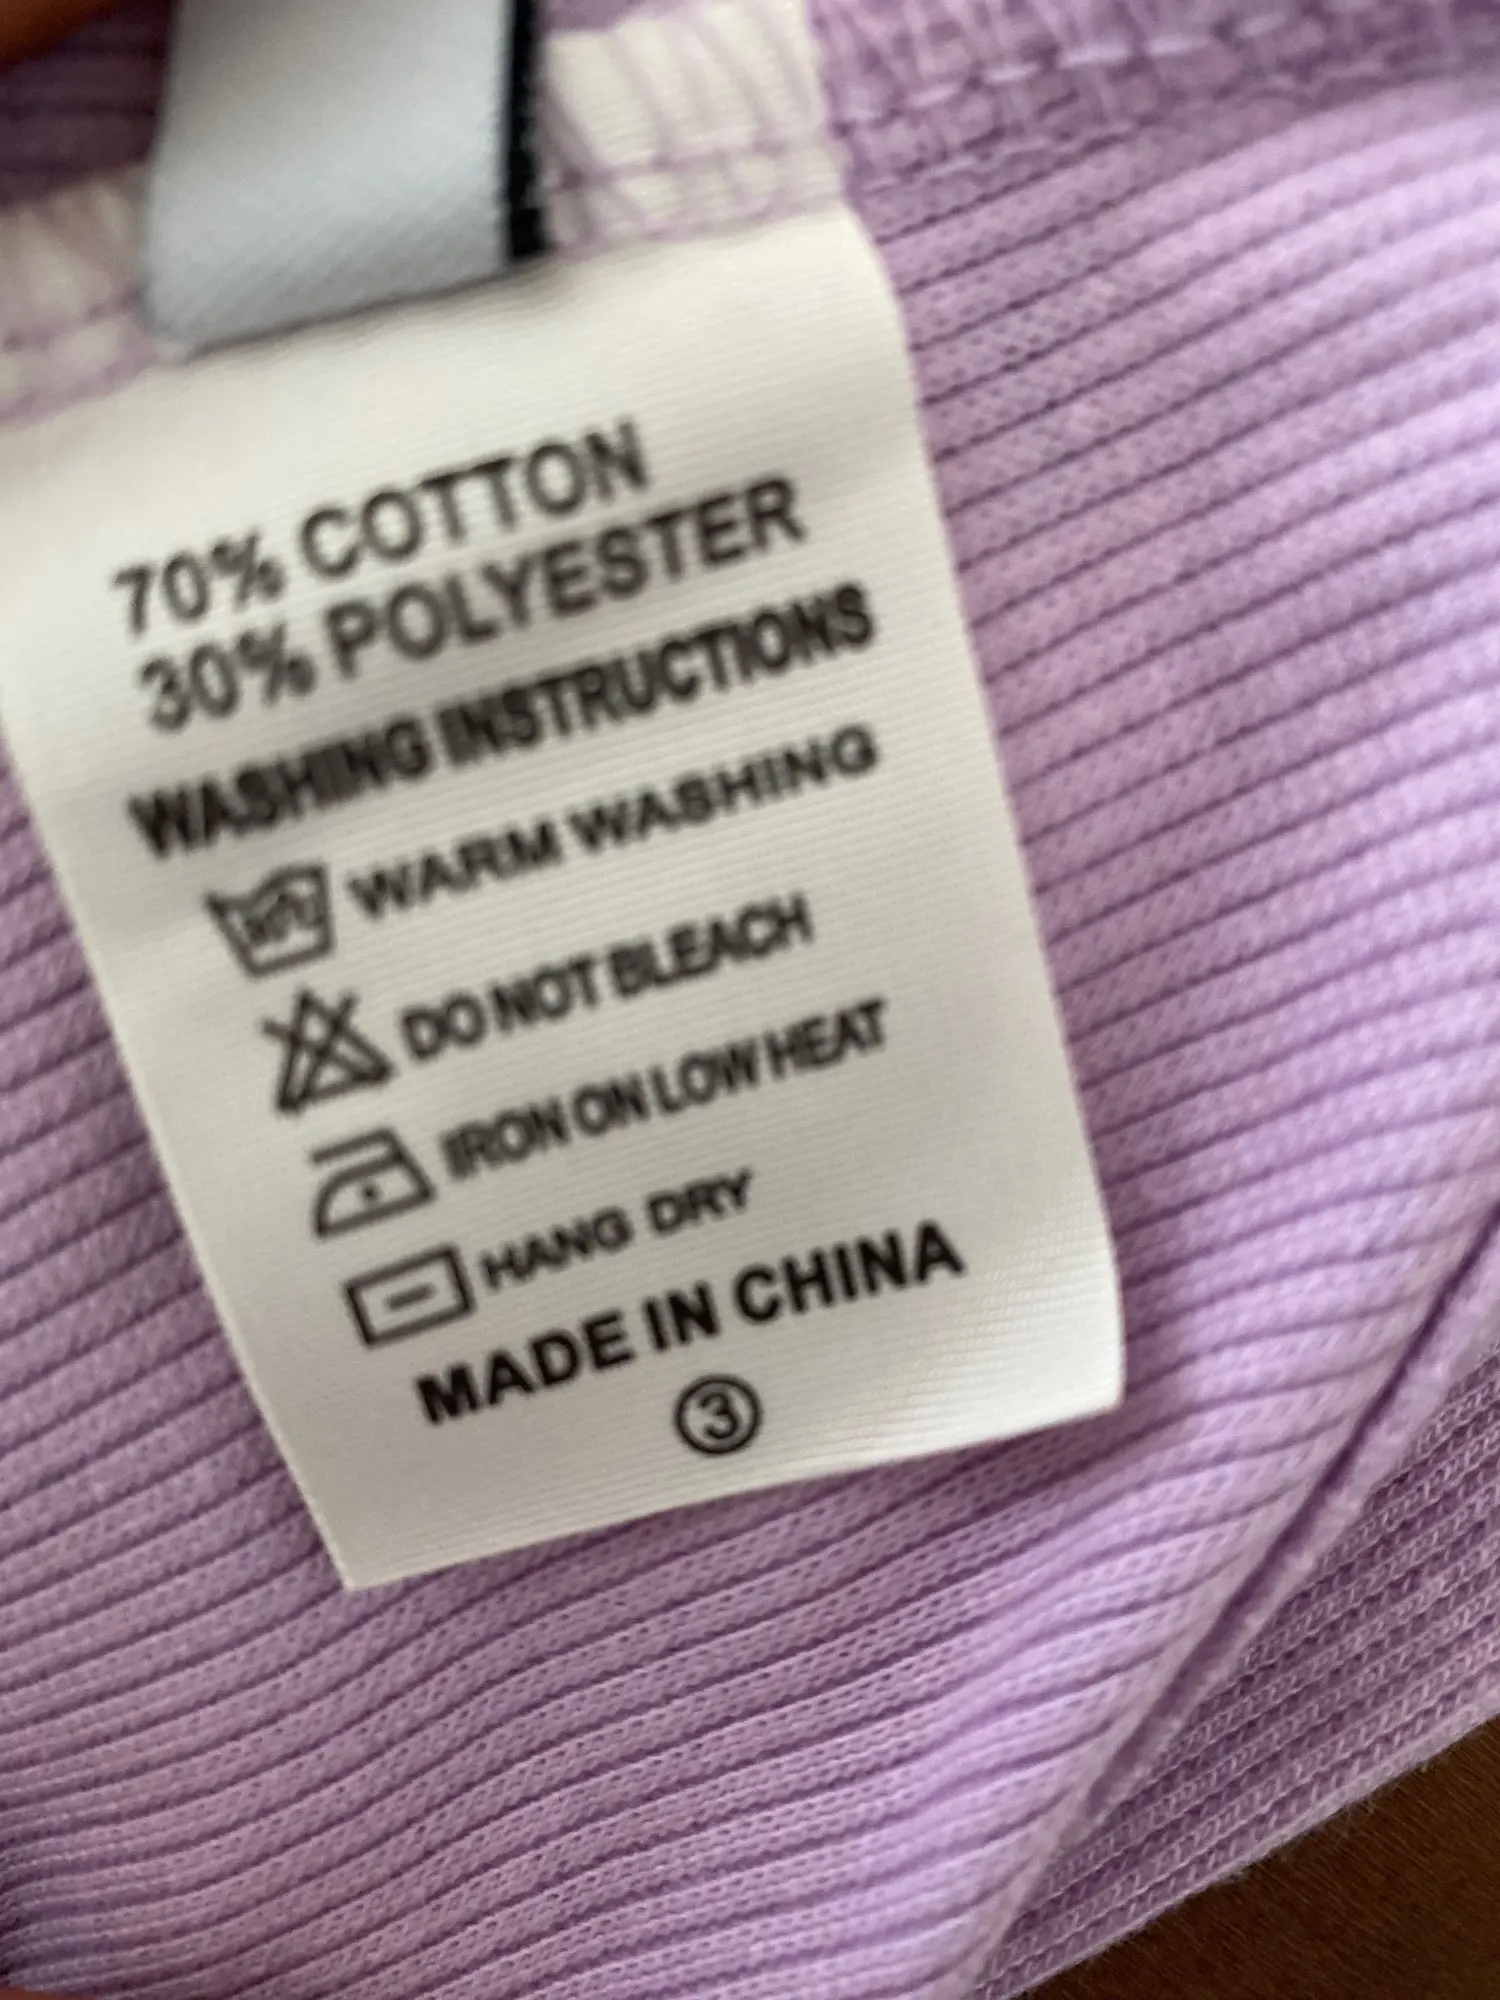 70% COTTON
30% POLYESTER
WASHING INSTRUCTIONS
WARM WASHING
DO NOT BLEACH
IRON ON LOW HEAT
HANG DRY
MADE IN CHINA
③